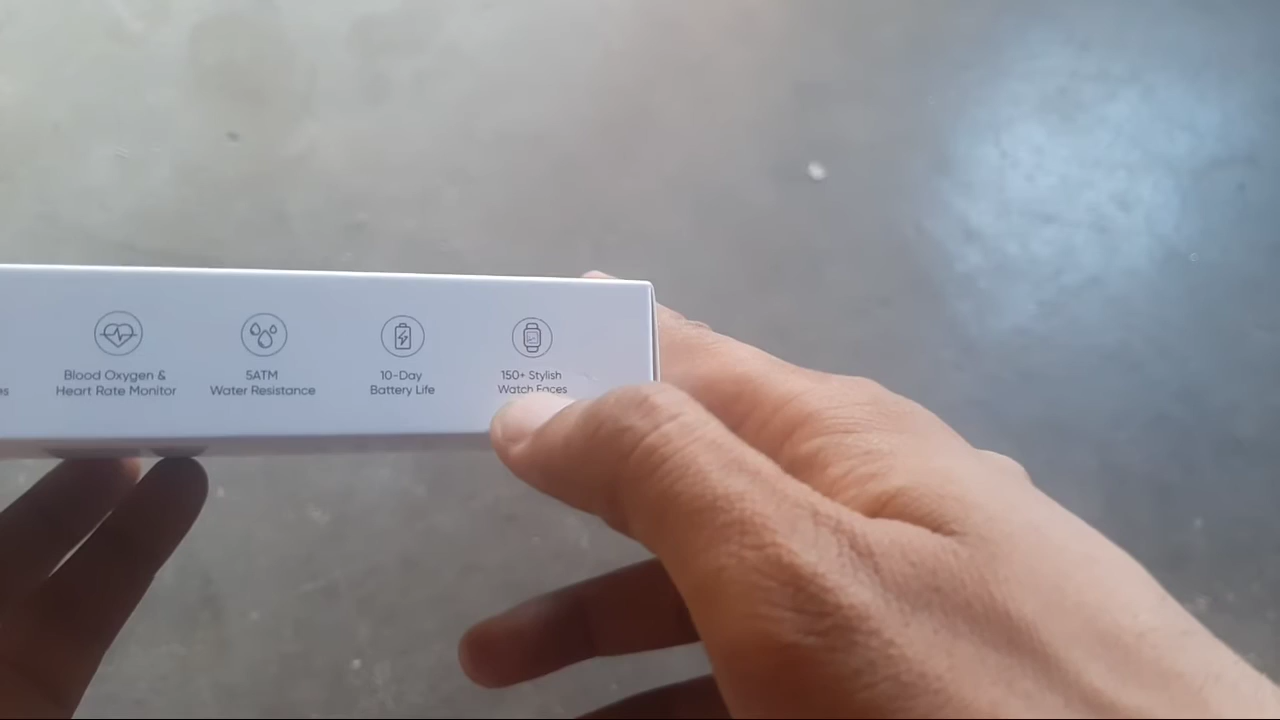 Blood Oxygen &
Heart Rate Monitor
5ATM
Water Resistance
10-Day
Battery Life
150+ Stylish
Watch Faces